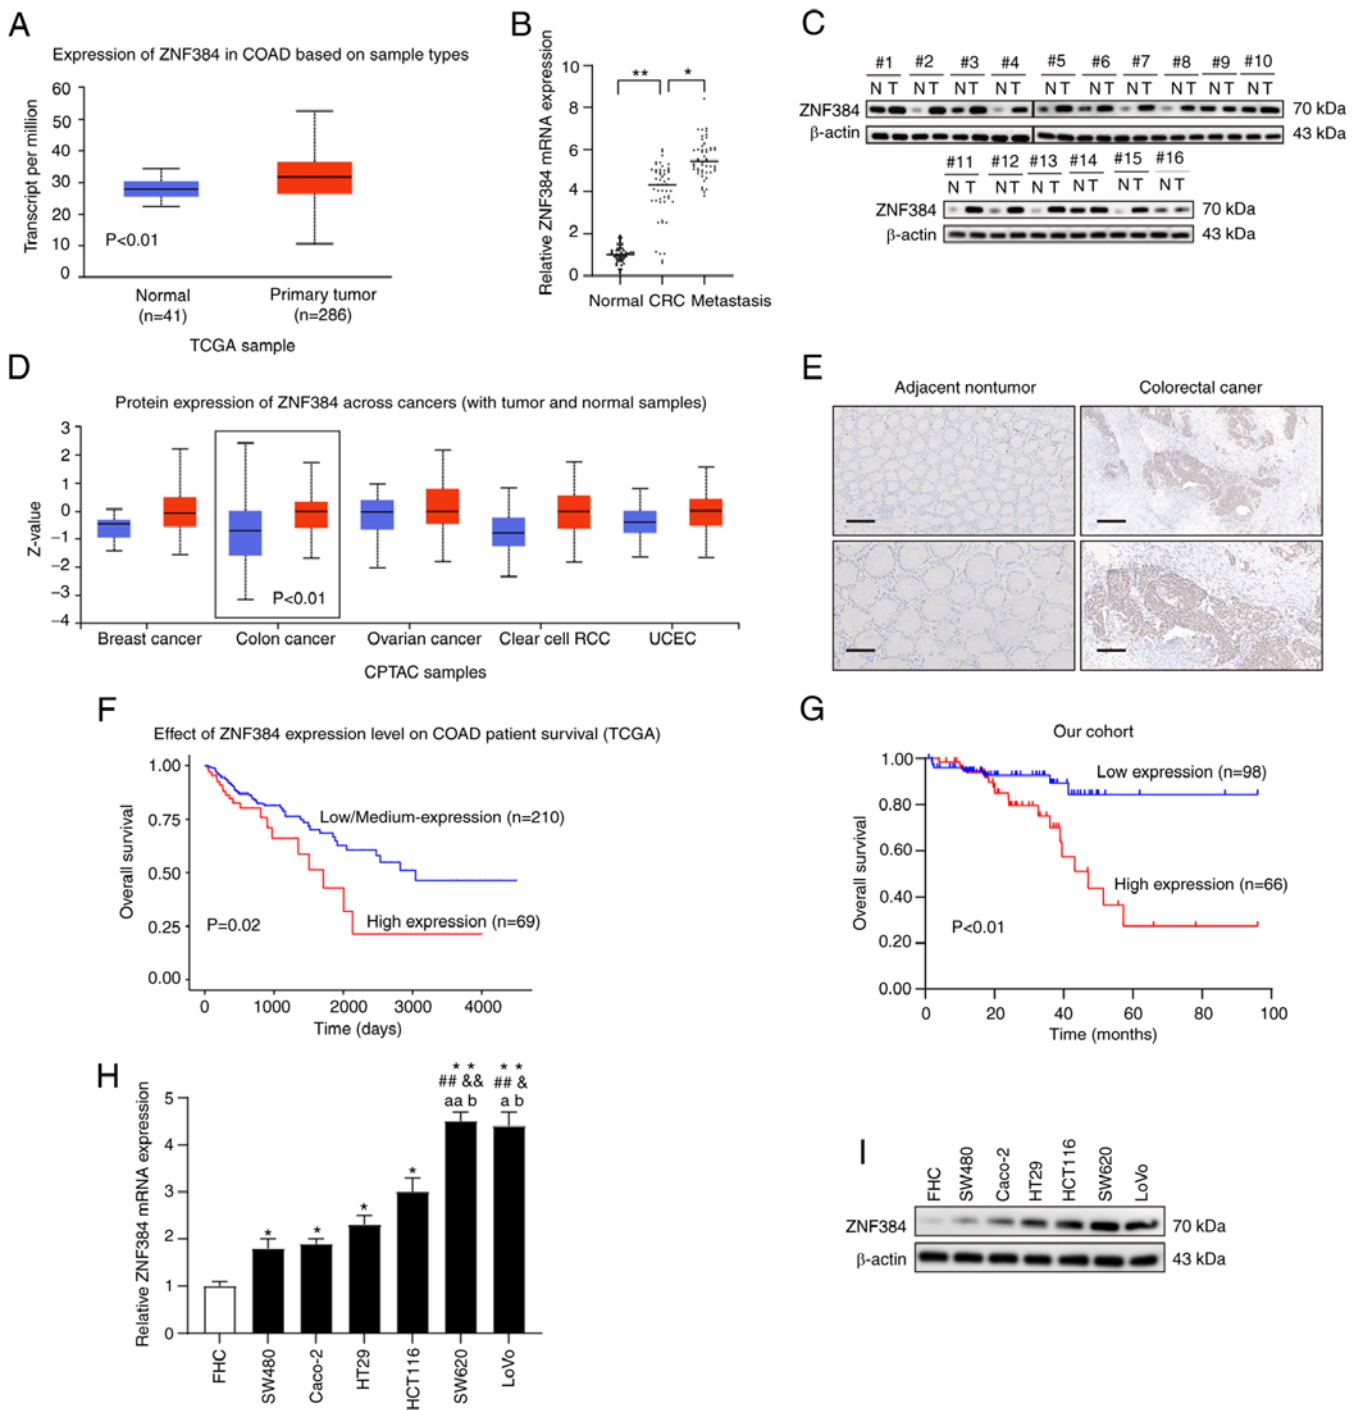 A
Expression of ZNF384 in COAD based on sample types
Transcript per million
60
50
40
30
20
10
0
P<0.01
Normal
(n=41)
Primary tumor
(n=286)
TCGA sample
B
Relative ZNF384 mRNA expression
10
8
6
4
2
0
**
*
Normal CRC Metastasis
C
#1 #2 #3 #4 #5 #6 #7 #8 #9 #10
N T N T N T N T N T N T N T N T N T N T
ZNF384 70 kDa
β-actin 43 kDa
#11 #12 #13 #14 #15 #16
N T N T N T N T N T N T
ZNF384 70 kDa
β-actin 43 kDa
D
Protein expression of ZNF384 across cancers (with tumor and normal samples)
Z-value
3
2
1
0
−1
−2
−3
−4
P<0.01
Breast cancer Colon cancer Ovarian cancer Clear cell RCC UCEC
CPTAC samples
E
Adjacent nontumor Colorectal caner
F
Effect of ZNF384 expression level on COAD patient survival (TCGA)
Overall survival
1.00
0.75
0.50
0.25
0.00
Low/Medium-expression (n=210)
High expression (n=69)
P=0.02
0 1000 2000 3000 4000
Time (days)
G
Our cohort
Overall survival
1.00
0.80
0.60
0.40
0.20
0.00
Low expression (n=98)
High expression (n=66)
P<0.01
0 20 40 60 80 100
Time (months)
H
Relative ZNF384 mRNA expression
5
4
3
2
1
0
* * * *
* * * *
## && ## &
aa b a b
FHC SW480 Caco-2 HT29 HCT116 SW620 LoVo
I
FHC SW480 Caco-2 HT29 HCT116 SW620 LoVo
ZNF384 70 kDa
β-actin 43 kDa